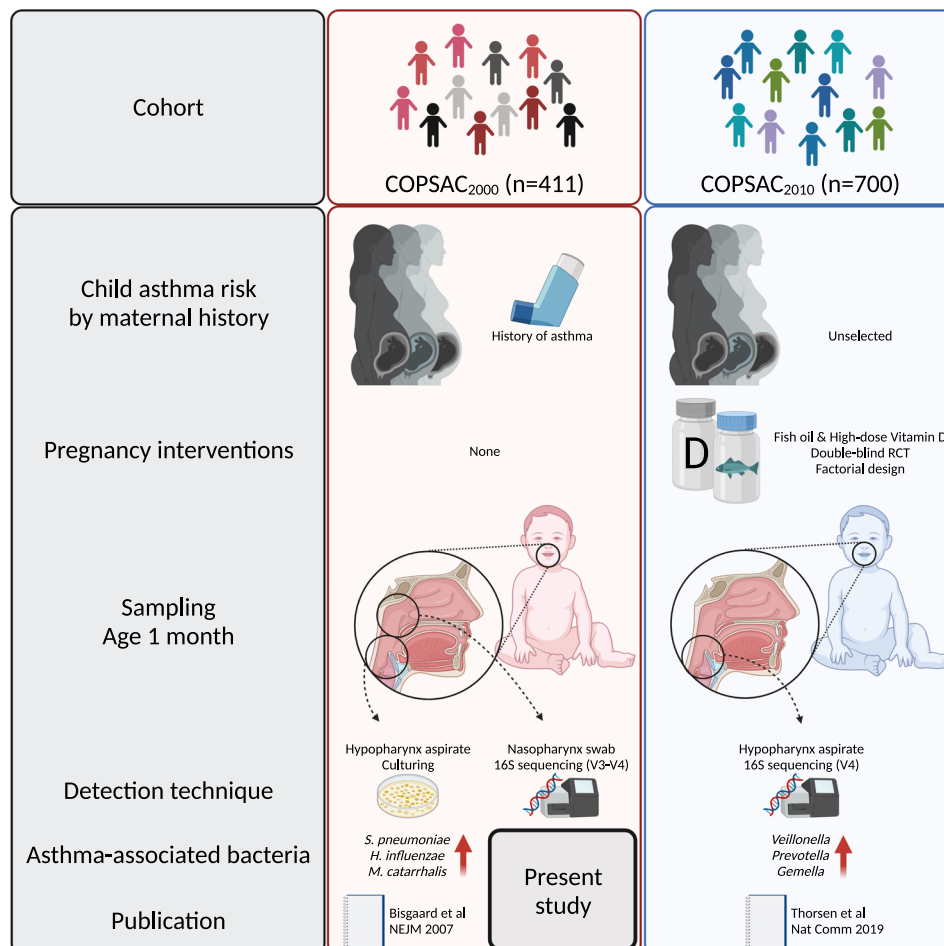 Cohort
COPSAC2000 (n=411)
COPSAC2010 (n=700)
Child asthma risk
by maternal history
History of asthma
Unselected
Pregnancy interventions
None
D
Fish oil & High-dose Vitamin D
Double-blind RCT
Factorial design
Sampling
Age 1 month
Hypopharynx aspirate
Culturing
Nasopharynx swab
16S sequencing (V3-V4)
Hypopharynx aspirate
16S sequencing (V4)
Detection technique
Asthma-associated bacteria
S. pneumoniae
H. influenzae
M. catarrhalis
Present
study
Veillonella
Prevotella
Gemella
Publication
Bisgaard et al
NEJM 2007
Thorsen et al
Nat Comm 2019